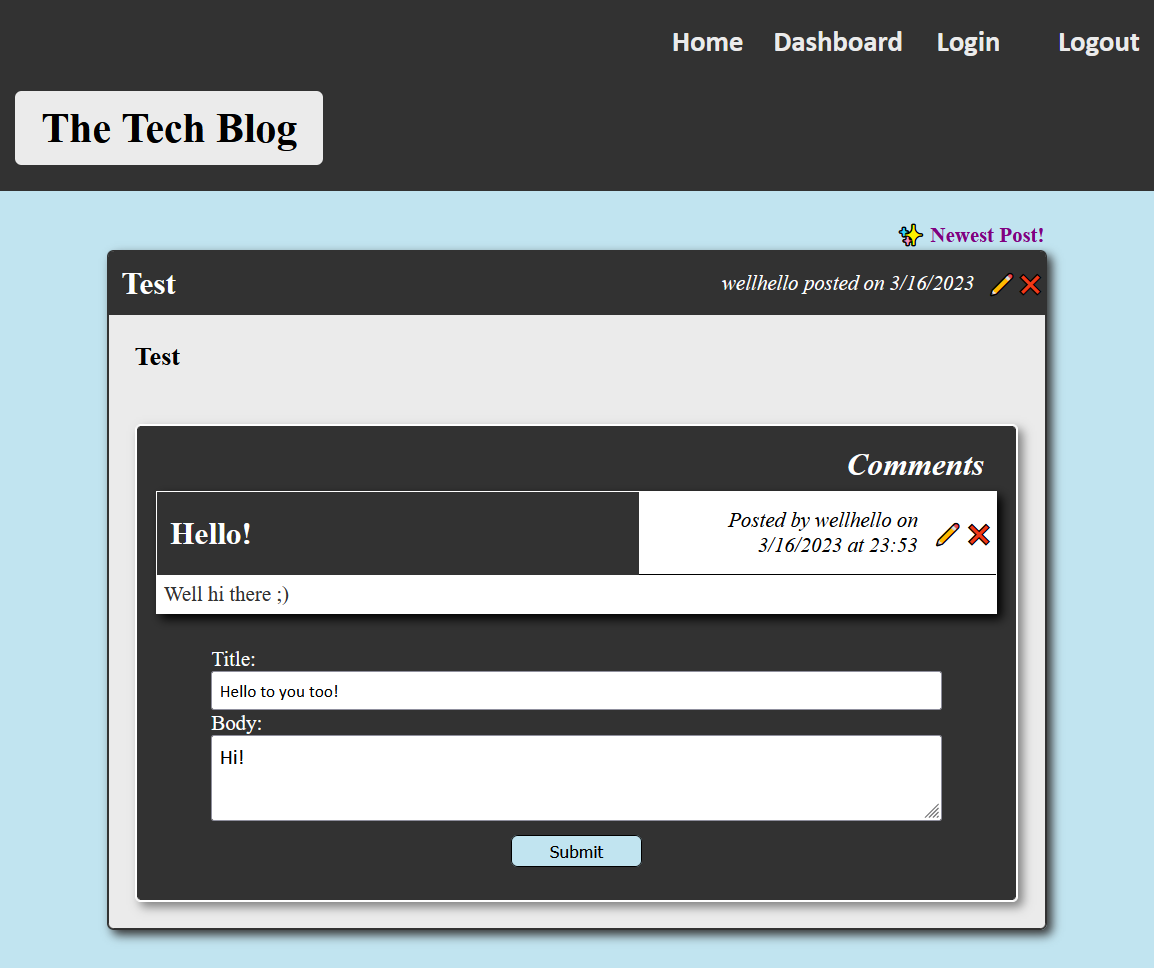 Home Dashboard Login Logout
The Tech Blog
✨ Newest Post!
Test
wellhello posted on 3/16/2023
Test
Comments
Hello!
Posted by wellhello on
3/16/2023 at 23:53
Well hi there ;)
Title:
Hello to you too!
Body:
Hi!
Submit